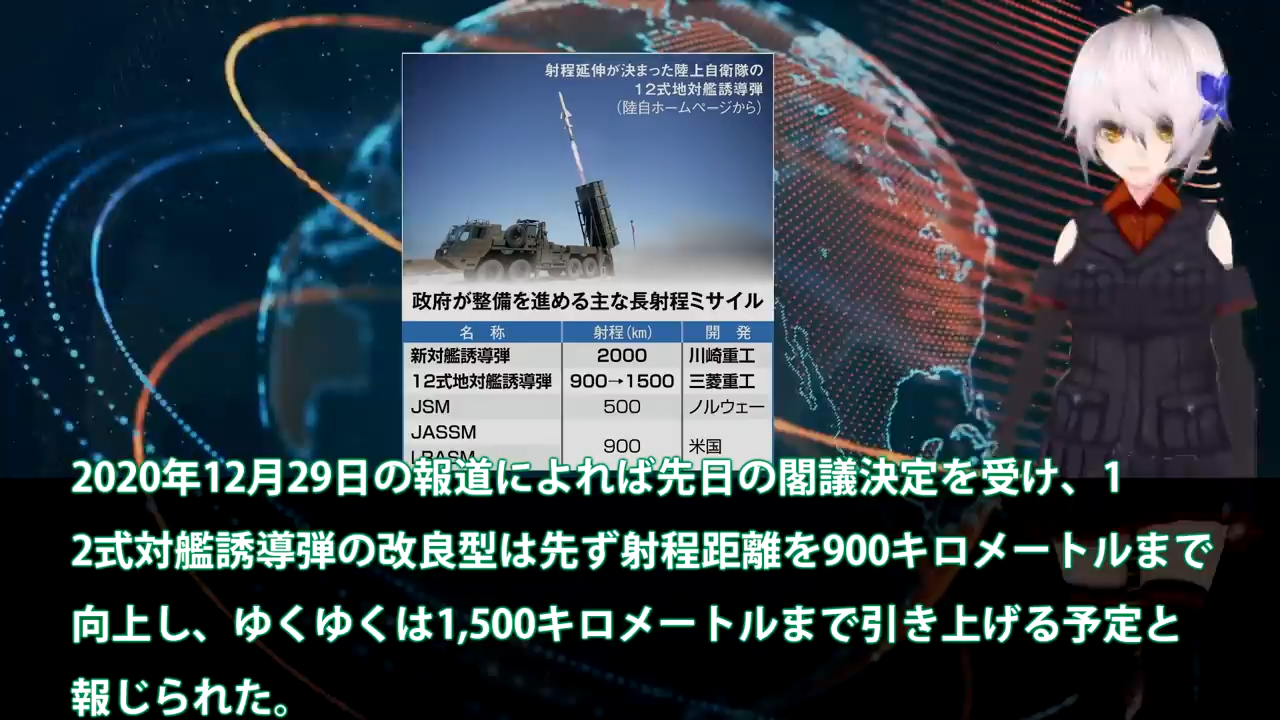 射程延伸が決まった陸上自衛隊の
12式地対艦誘導弾
(陸自ホームページから)
政府が整備を進める主な長射程ミサイル
名 称 射程(km) 開 発
新対艦誘導弾 2000 川崎重工
12式地対艦誘導弾 900→1500 三菱重工
JSM 500 ノルウェー
JASSM
LRASM 900 米国
2020年12月29日の報道によれば先日の閣議決定を受け、1
2式対艦誘導弾の改良型は先ず射程距離を900キロメートルまで
向上し、ゆくゆくは1,500キロメートルまで引き上げる予定と
報じられた。